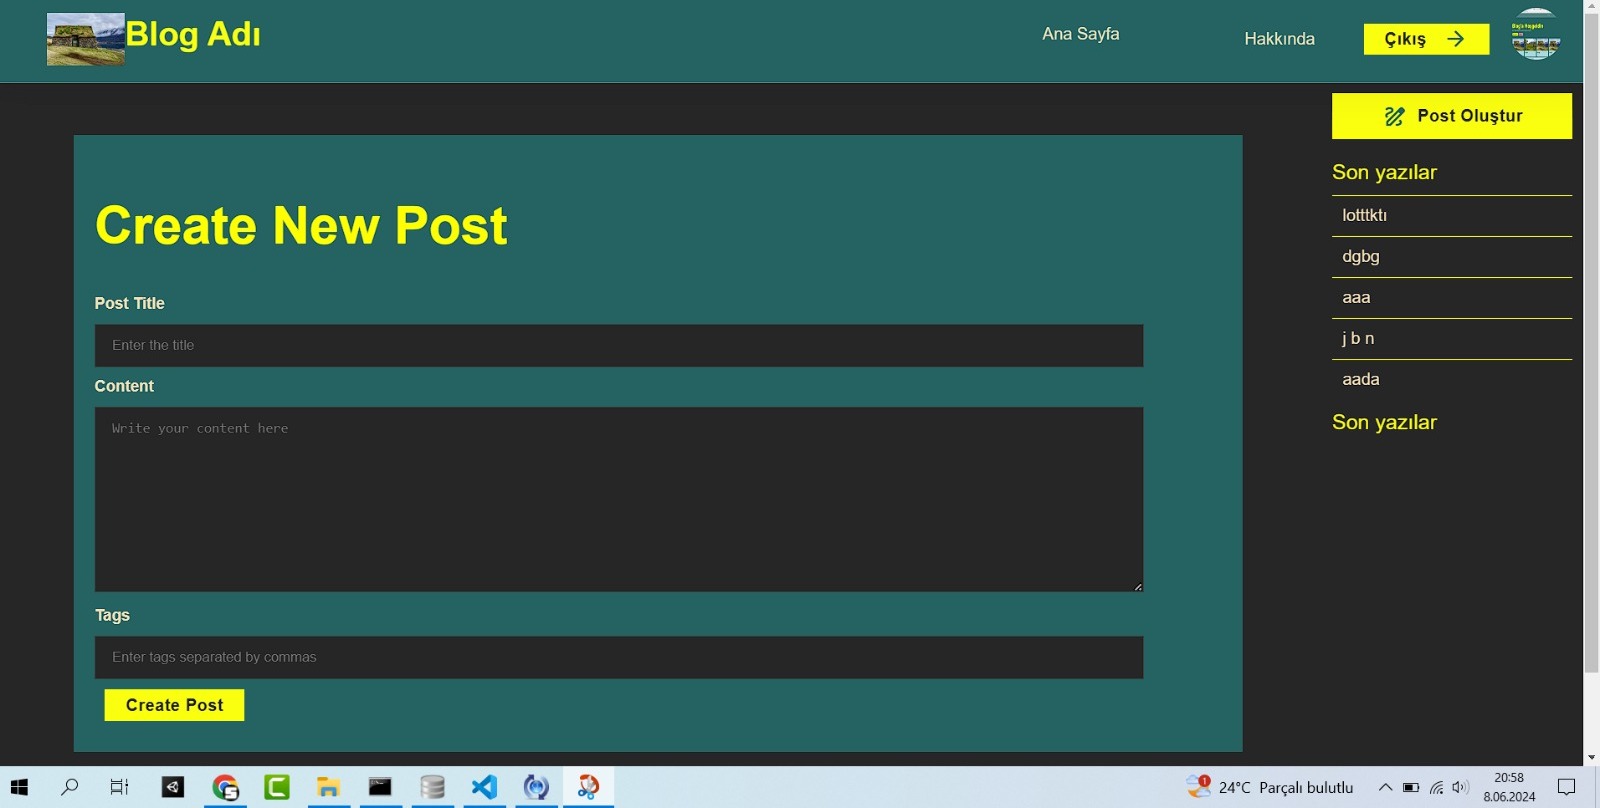 Blog Adı
Ana Sayfa
Hakkında
Çıkış
Post Oluştur
Son yazılar
lotttktı
dgbg
aaa
j b n
aada
Son yazılar
Create New Post
Post Title
Enter the title
Content
Write your content here
Tags
Enter tags separated by commas
Create Post
1
24°C Parçalı bulutlu
20:58
8.06.2024